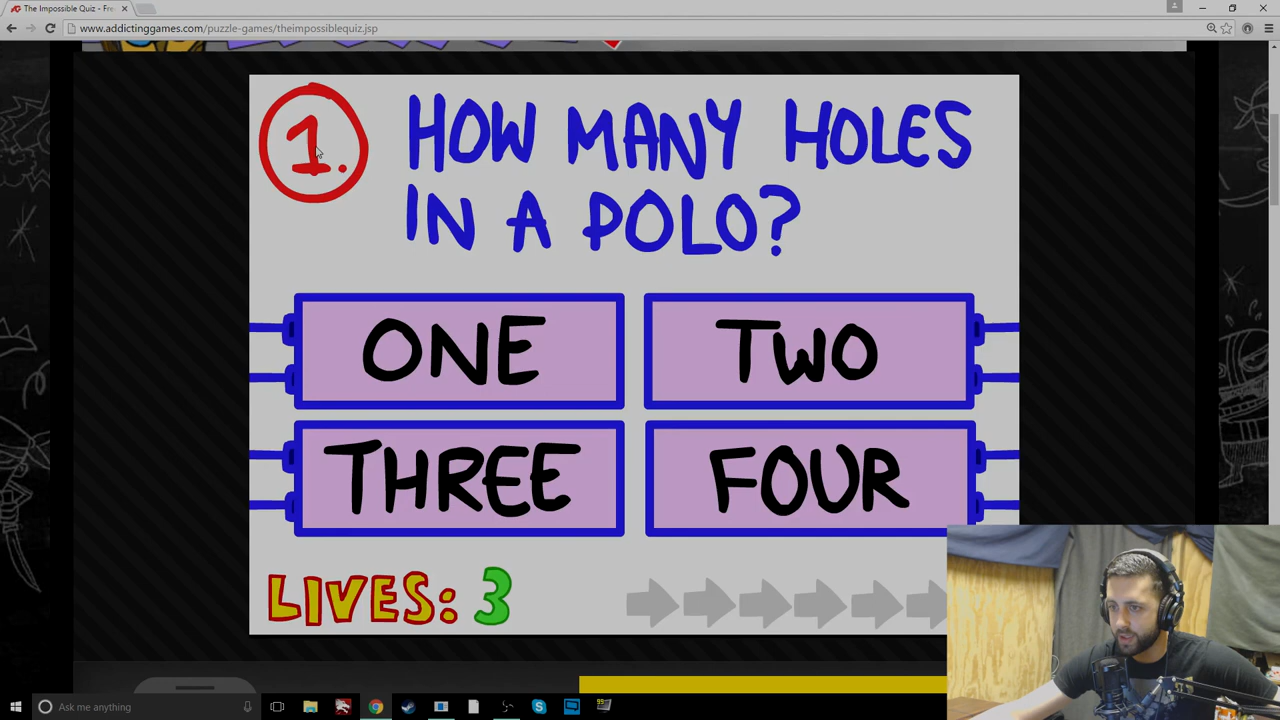 The Impossible Quiz - Fre
www.addictinggames.com/puzzle-games/theimpossiblequiz.jsp
1. HOW MANY HOLES
IN A POLO?
ONE TWO
THREE FOUR
LIVES: 3
Ask me anything